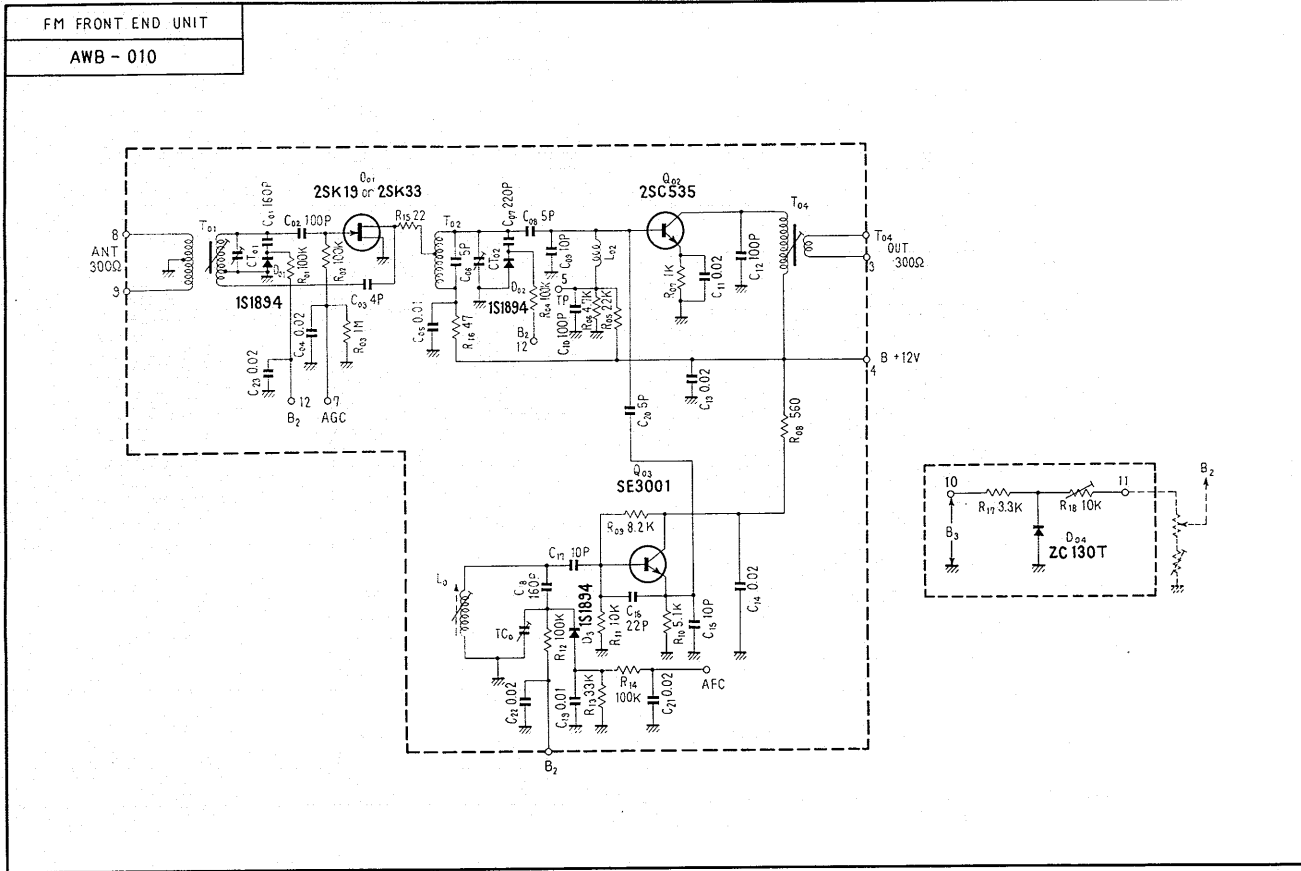 FM FRONT END UNIT
AWB - 010
8
ANT
300Ω
9
T01
CT01
C01 160P
D01
1S1894
R01 100K
C02 100P
R02 100K
Q01
2SK19 or 2SK33
C03 4P
R15 22
C04 0.02
R03 1M
C23 0.02
12
B2
7
AGC
T02
5P
C06
CT02
C07 220P
D02
1S1894
C08 5P
C09 10P
R04 100K
B2
12
5
TP
L02
C05 0.01
R16 47
C10 100P
R06 4.7K
R05 22K
Q02
2SC535
R07 1K
C11 0.02
C12 100P
T04
T04
OUT
300Ω
3
B +12V
4
C13 0.02
C20 5P
R08 560
Q03
SE3001
R09 8.2K
C17 10P
L0
C18
160P
1S1894
D3
TC0
R12 100K
R11 10K
C16
22P
R10 5.1K
C15 10P
C14 0.02
C22 0.02
C19 0.01
R13 33K
R14
100K
C21 0.02
AFC
B2
10
R17 3.3K
R18 10K
11
B3
D04
ZC130T
B2